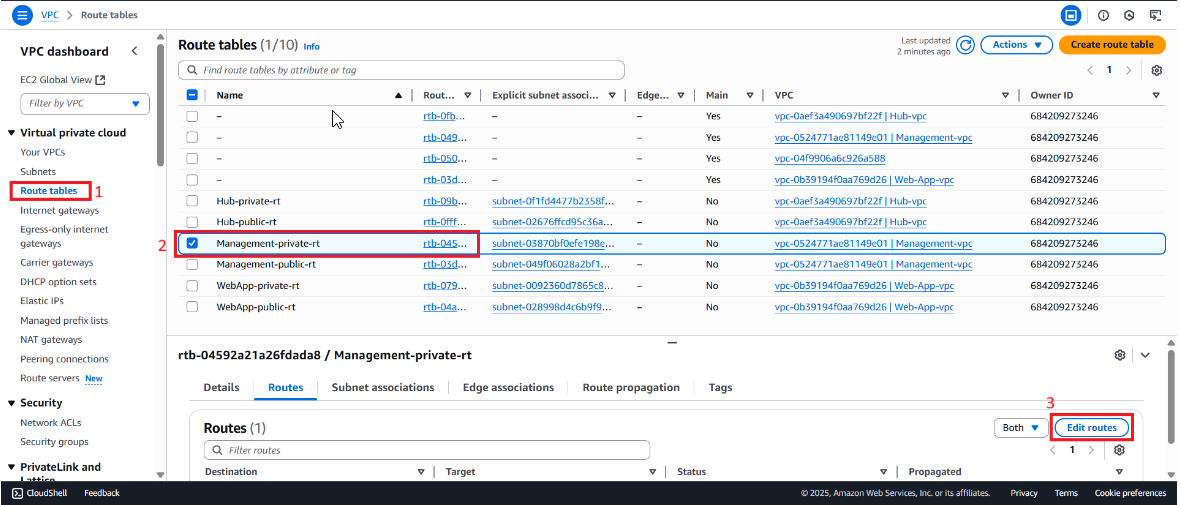 VPC > Route tables
VPC dashboard
EC2 Global View
Filter by VPC
Virtual private cloud
Your VPCs
Subnets
Route tables 1
Internet gateways
Egress-only internet
gateways
Carrier gateways
DHCP option sets
Elastic IPs
Managed prefix lists
NAT gateways
Peering connections
Route servers New
Security
Network ACLs
Security groups
PrivateLink and
Lattice
Route tables (1/10) Info
Last updated
2 minutes ago
Actions
Create route table
Find route tables by attribute or tag
1
Name Rout... Explicit subnet associ... Edge... Main VPC Owner ID
– rtb-0fb... – – Yes vpc-0aef3a490697bf22f | Hub-vpc 684209273246
– rtb-049... – – Yes vpc-0524771ae81149e01 | Management-vpc 684209273246
– rtb-050... – – Yes vpc-04f9906a6c926a588 684209273246
– rtb-03d... – – Yes vpc-0b39194f0aa769d26 | Web-App-vpc 684209273246
Hub-private-rt rtb-09b... subnet-0f1fd4477b2358f... – No vpc-0aef3a490697bf22f | Hub-vpc 684209273246
Hub-public-rt rtb-0fff... subnet-02676ffcd95c36a... – No vpc-0aef3a490697bf22f | Hub-vpc 684209273246
2 Management-private-rt rtb-045... subnet-03870bf0efe198e... – No vpc-0524771ae81149e01 | Management-vpc 684209273246
Management-public-rt rtb-03d... subnet-049f06028a2bf1... – No vpc-0524771ae81149e01 | Management-vpc 684209273246
WebApp-private-rt rtb-079... subnet-0092360d7865c8... – No vpc-0b39194f0aa769d26 | Web-App-vpc 684209273246
WebApp-public-rt rtb-04a... subnet-028998d4c6b9f9... – No vpc-0b39194f0aa769d26 | Web-App-vpc 684209273246
rtb-04592a21a26fdada8 / Management-private-rt
Details Routes Subnet associations Edge associations Route propagation Tags
3
Routes (1)
Both
Edit routes
Filter routes
1
Destination Target Status Propagated
CloudShell Feedback
© 2025, Amazon Web Services, Inc. or its affiliates. Privacy Terms Cookie preferences